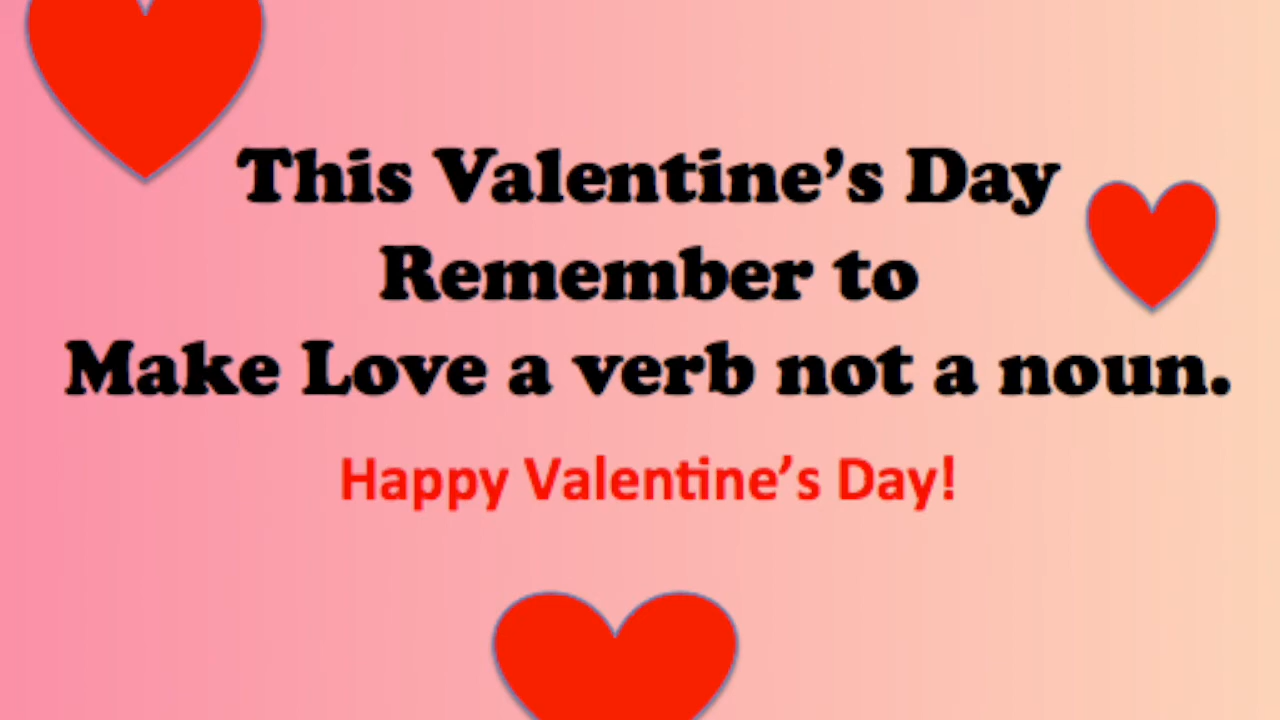 This Valentine’s Day
Remember to
Make Love a verb not a noun.
Happy Valentine’s Day!